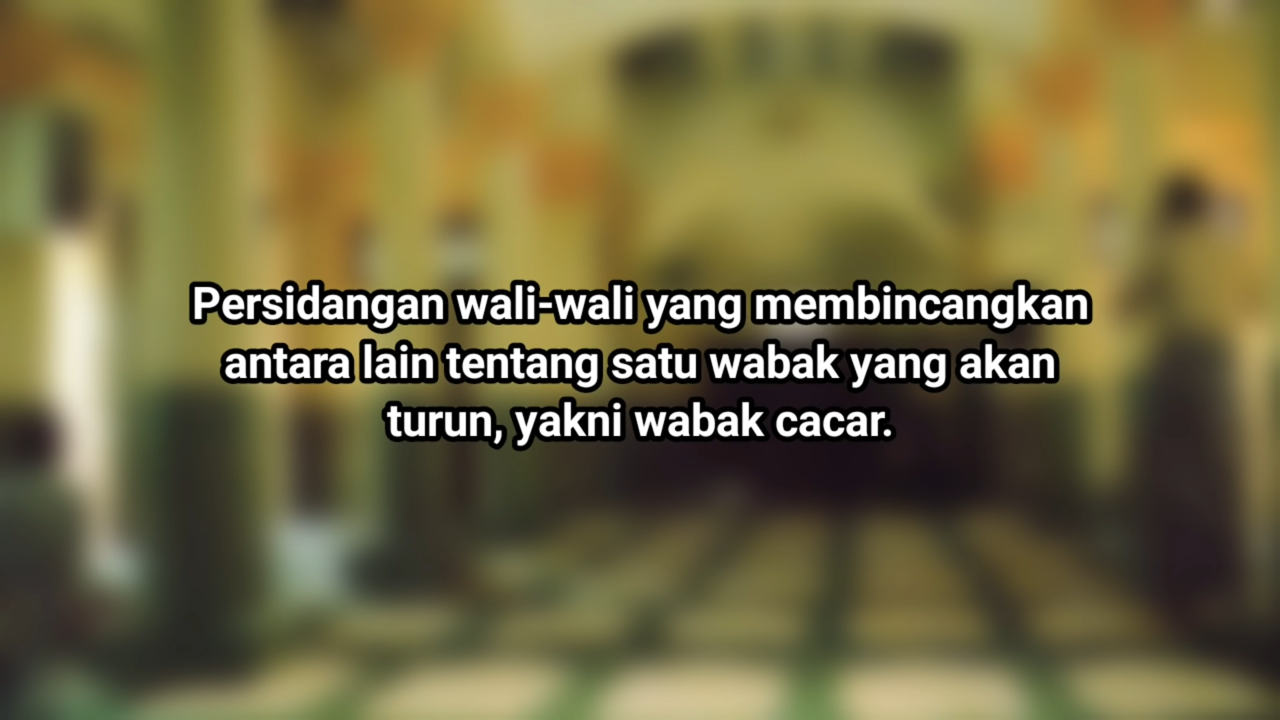 Persidangan wali-wali yang membincangkan
antara lain tentang satu wabak yang akan
turun, yakni wabak cacar.